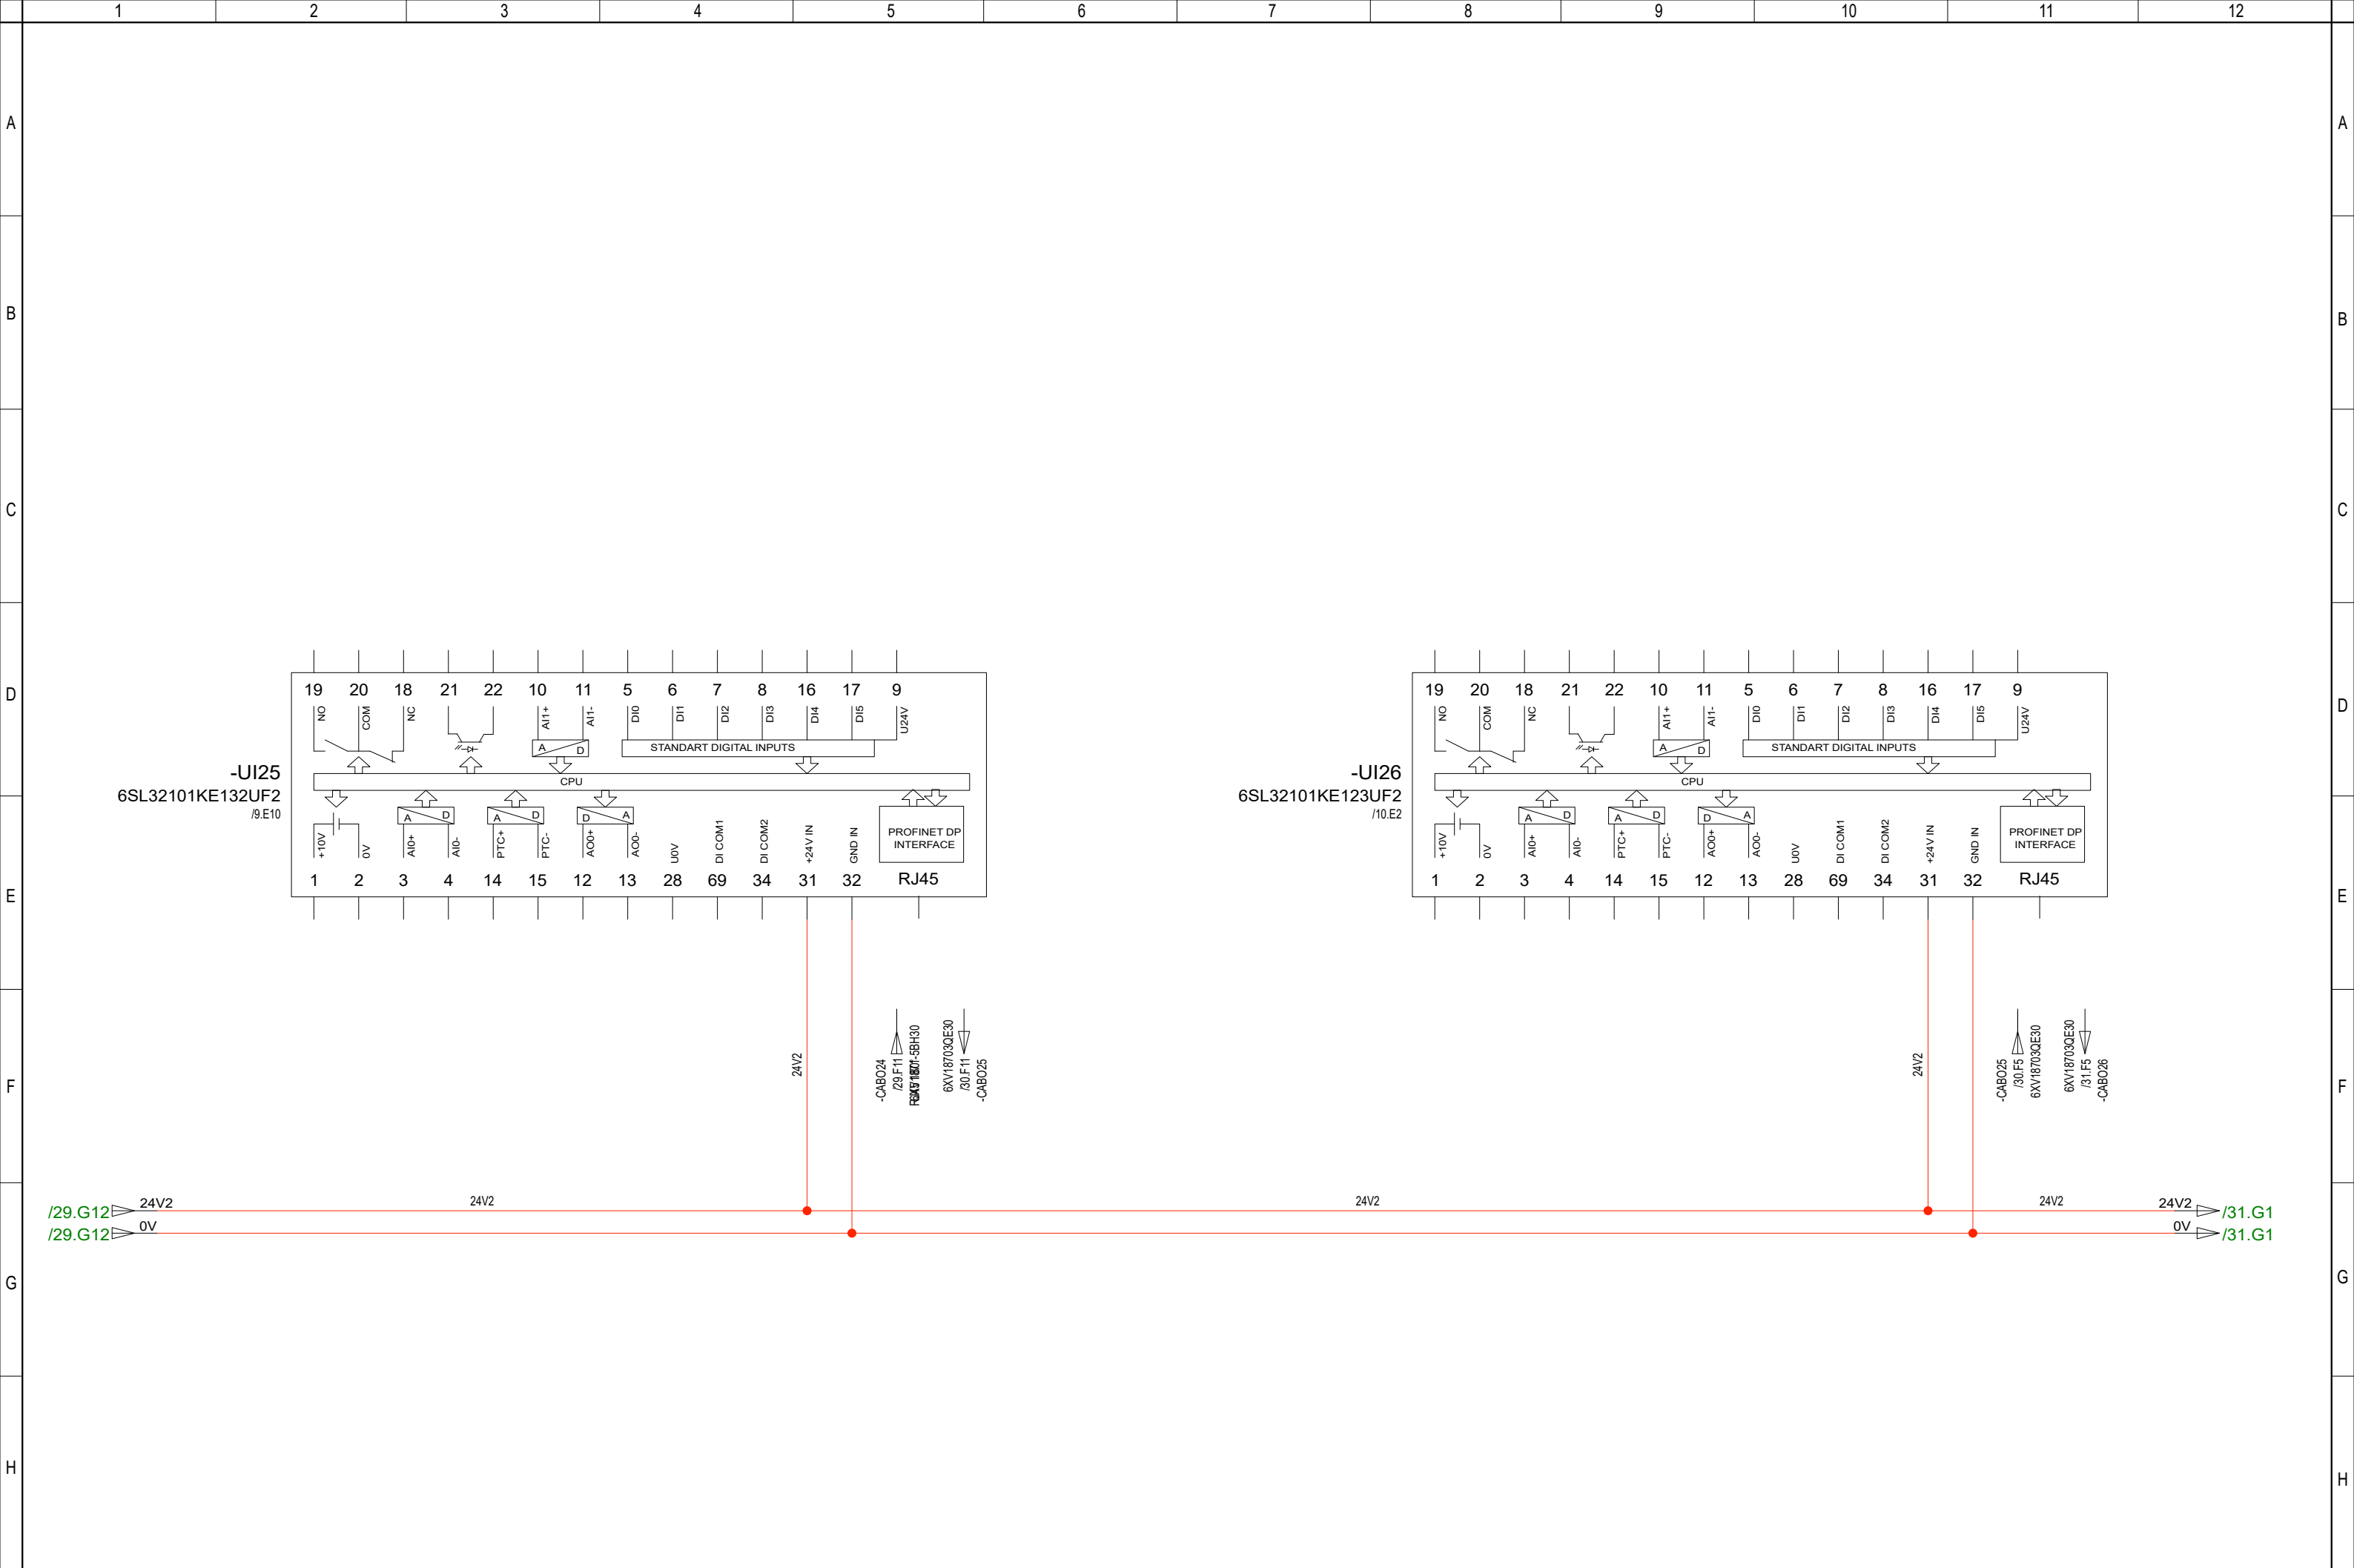 1 2 3 4 5 6 7 8 9 10 11 12
A A
B B
C C
D D
E E
F F
G G
H H
-UI25
6SL32101KE132UF2
/9.E10
19 20 18 21 22 10 11 5 6 7 8 16 17 9
NO COM NC AI1+ AI1- DI0 DI1 DI2 DI3 DI4 DI5 U24V
A D
STANDART DIGITAL INPUTS
CPU
A D A D D A
PROFINET DP
INTERFACE
+10V 0V AI0+ AI0- PTC+ PTC- AO0+ AO0- U0V DI COM1 DI COM2 +24V IN GND IN
1 2 3 4 14 15 12 13 28 69 34 31 32 RJ45
-UI26
6SL32101KE123UF2
/10.E2
19 20 18 21 22 10 11 5 6 7 8 16 17 9
NO COM NC AI1+ AI1- DI0 DI1 DI2 DI3 DI4 DI5 U24V
A D
STANDART DIGITAL INPUTS
CPU
A D A D D A
PROFINET DP
INTERFACE
+10V 0V AI0+ AI0- PTC+ PTC- AO0+ AO0- U0V DI COM1 DI COM2 +24V IN GND IN
1 2 3 4 14 15 12 13 28 69 34 31 32 RJ45
24V2
-CABO24
/29.F11
6XV18703QE30
/30.F11
-CABO25
24V2
-CABO25
/30.F5
6XV18703QE30
6XV18703QE30
/31.F5
-CABO26
/29.G12 24V2 24V2 24V2 24V2 24V2 /31.G1
/29.G12 0V 0V /31.G1